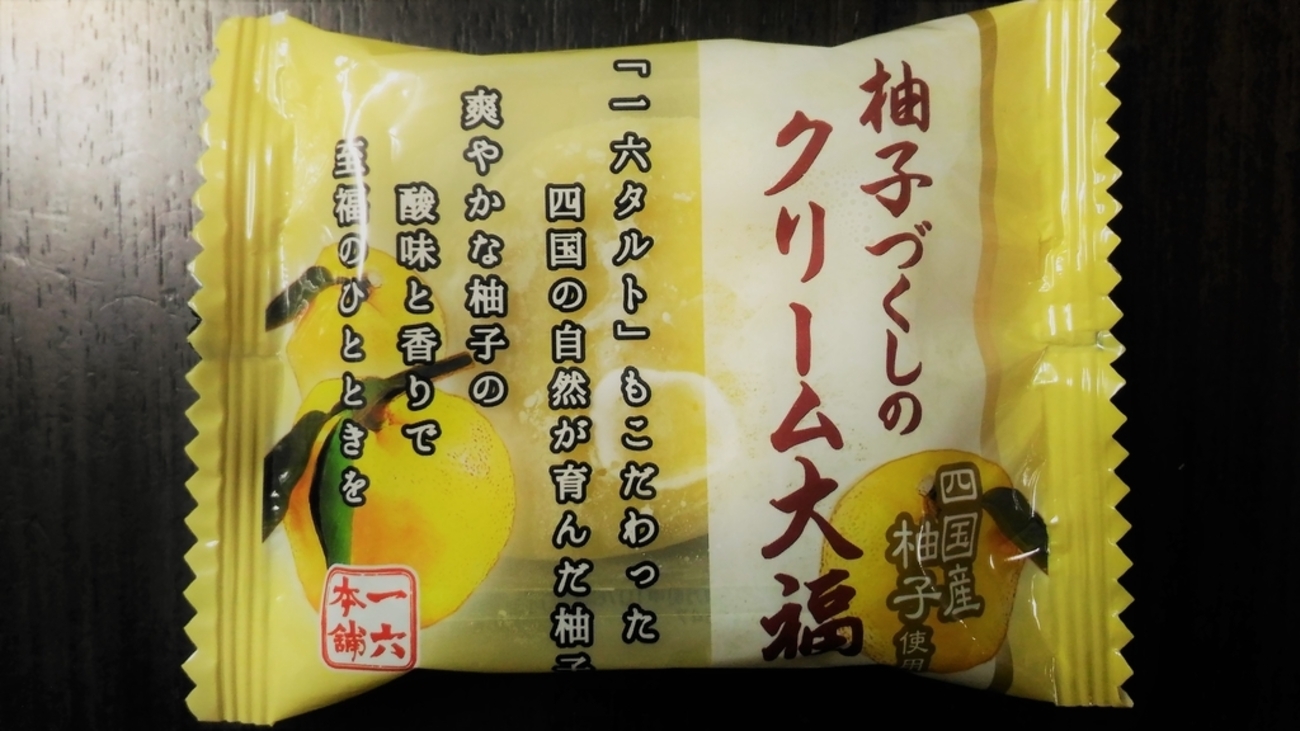 柚子づくしの
クリーム大福
四国産
柚子使用
『一六タルト』もこだわった
四国の自然が育んだ柚子
爽やかな柚子の
酸味と香りで
至福のひとときを
一六
本舗